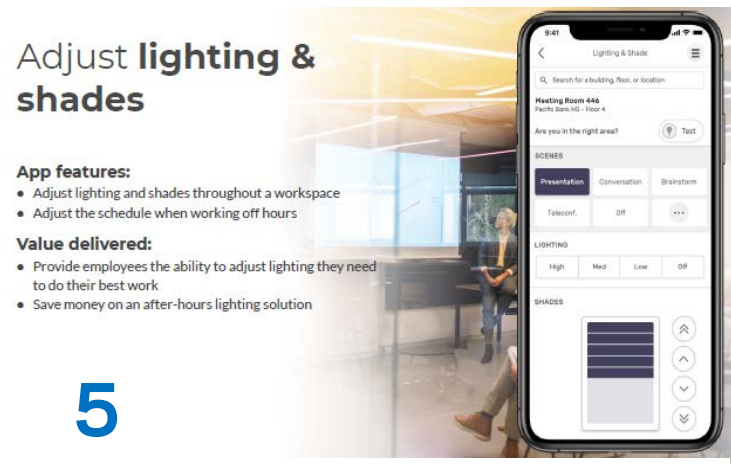 Adjust lighting &
shades
App features:
• Adjust lighting and shades throughout a workspace
• Adjust the schedule when working off hours
Value delivered:
• Provide employees the ability to adjust lighting they need
to do their best work
• Save money on an after-hours lighting solution
5
9:41
Lighting & Shade
Search for a building, floor, or location
Meeting Room 446
Pacific Bank HG - Floor 4
Are you in the right area?
Test
SCENES
Presentation Conversation Brainstorm
Teleconf. Off ...
LIGHTING
High Med Low Off
SHADES